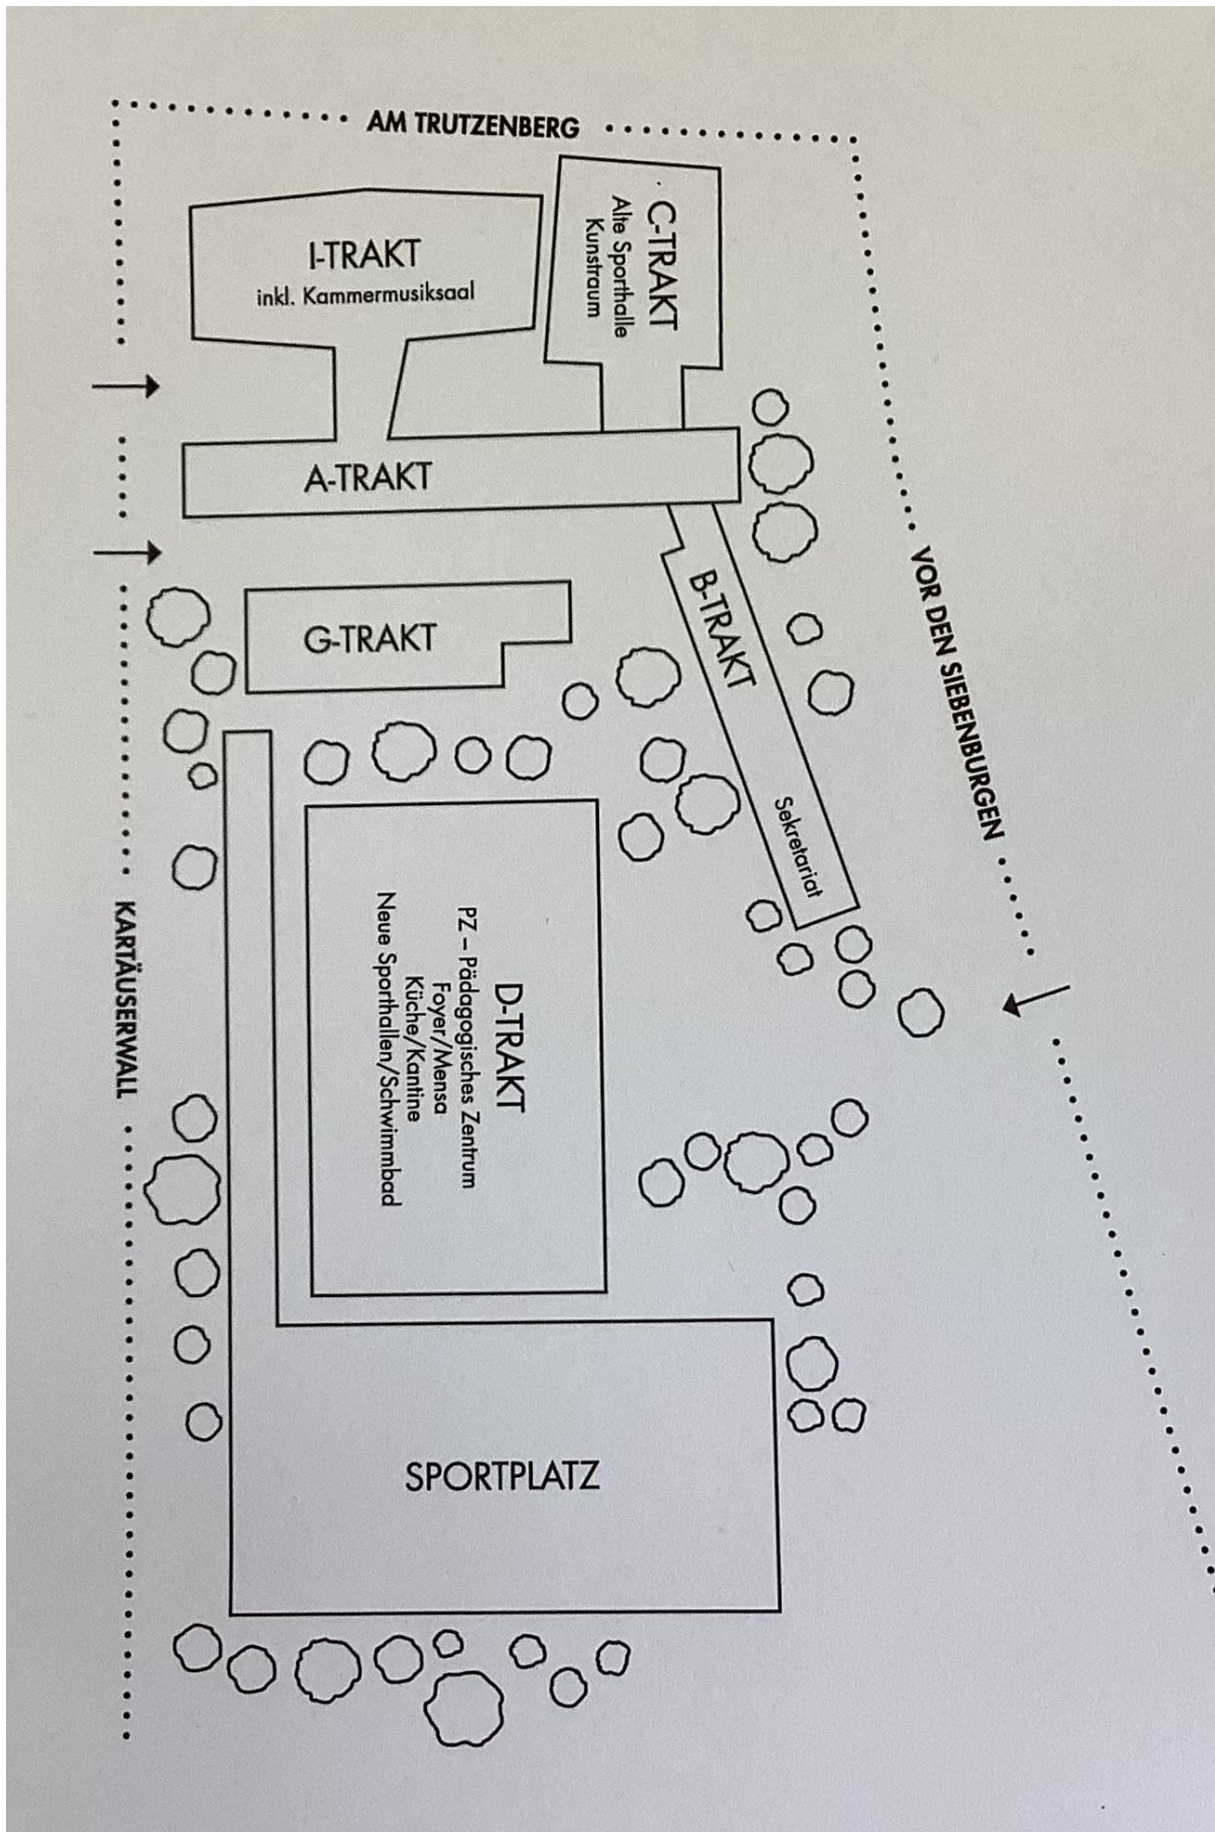 AM TRUTZENBERG
I-TRAKT
inkl. Kammermusiksaal
C-TRAKT
Alte Sporthalle
Kunstraum
A-TRAKT
B-TRAKT
Sekretariat
VOR DEN SIEBENBURGEN
G-TRAKT
KARTÄUSERWALL
D-TRAKT
PZ – Pädagogisches Zentrum
Foyer/Mensa
Küche/Kantine
Neue Sporthallen/Schwimmbad
SPORTPLATZ